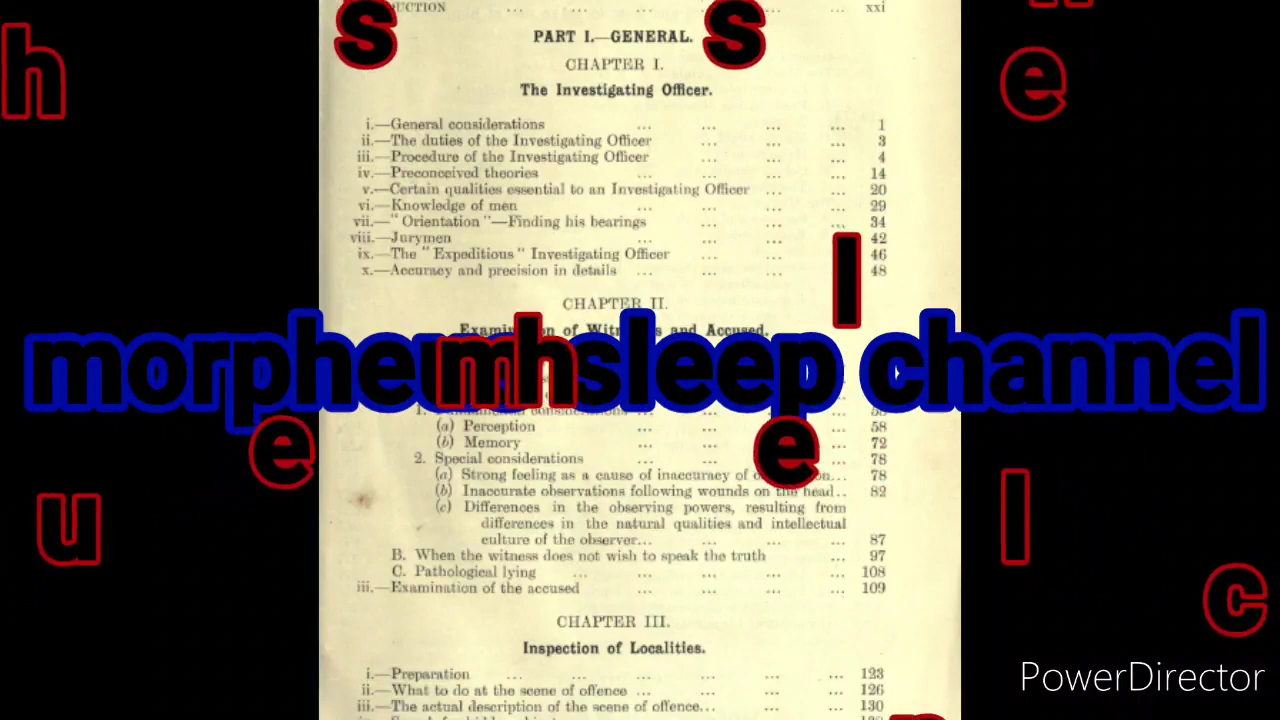 UCTION ... ... ... ... xxi
PART I.—GENERAL.
CHAPTER I.
The Investigating Officer.
i.—General considerations ... ... ... ... 1
ii.—The duties of the Investigating Officer ... ... ... 3
iii.—Procedure of the Investigating Officer ... ... ... 4
iv.—Preconceived theories ... ... ... ... 14
v.—Certain qualities essential to an Investigating Officer ... ... 20
vi.—Knowledge of men ... ... ... ... 29
vii.—"Orientation"—Finding his bearings ... ... ... 34
viii.—Jurymen ... ... ... ... 42
ix.—The "Expeditious" Investigating Officer ... ... 46
x.—Accuracy and precision in details ... ... ... 48
CHAPTER II.
of and Accused.
morpheus sleep channel
(a) Perception ... ... ... ... 58
(b) Memory ... ... ... 72
2. Special considerations ... ... ... 78
(a) Strong feeling as a cause of inaccuracy of ... 78
(b) Inaccurate observations following wounds on the head.. 82
(c) Differences in the observing powers, resulting from
differences in the natural qualities and intellectual
culture of the observer... ... ... ... 87
B. When the witness does not wish to speak the truth ... 97
C. Pathological lying ... ... ... ... ... 108
iii.—Examination of the accused ... ... ... ... 109
CHAPTER III.
Inspection of Localities.
i.—Preparation ... ... ... ... ... ... 123
ii.—What to do at the scene of offence ... ... ... ... 126
iii.—The actual description of the scene of offence... ... ... 130
s
s
h
e
l
m
h
e
e
u
l
c
PowerDirector